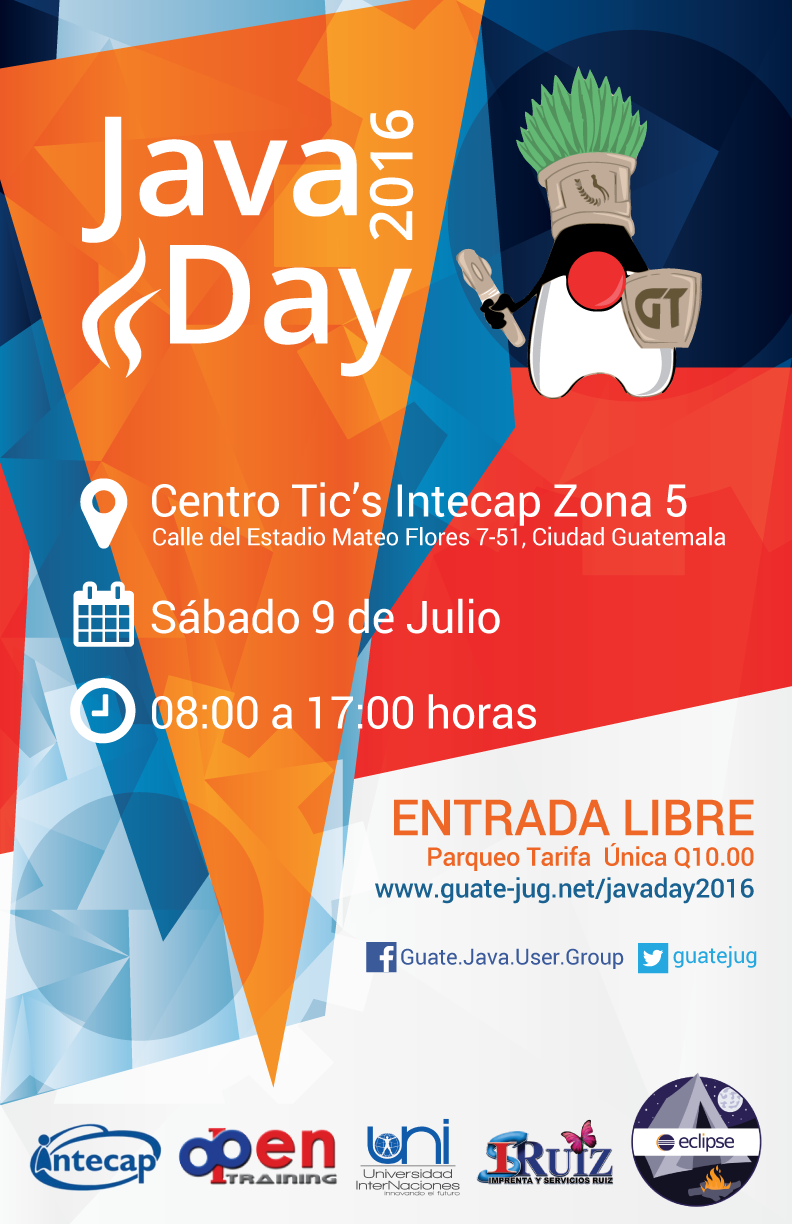 Java
Day
2016
GT
Centro Tic's Intecap Zona 5
Calle del Estadio Mateo Flores 7-51, Ciudad Guatemala
Sábado 9 de Julio
08:00 a 17:00 horas
ENTRADA LIBRE
Parqueo Tarifa Única Q10.00
www.guate-jug.net/javaday2016
Guate.Java.User.Group
guatejug
intecap
open
TRAINING
uni
Universidad
InterNaciones
Innovando el futuro
ISRUIZ
IMPRENTA Y SERVICIOS RUIZ
eclipse